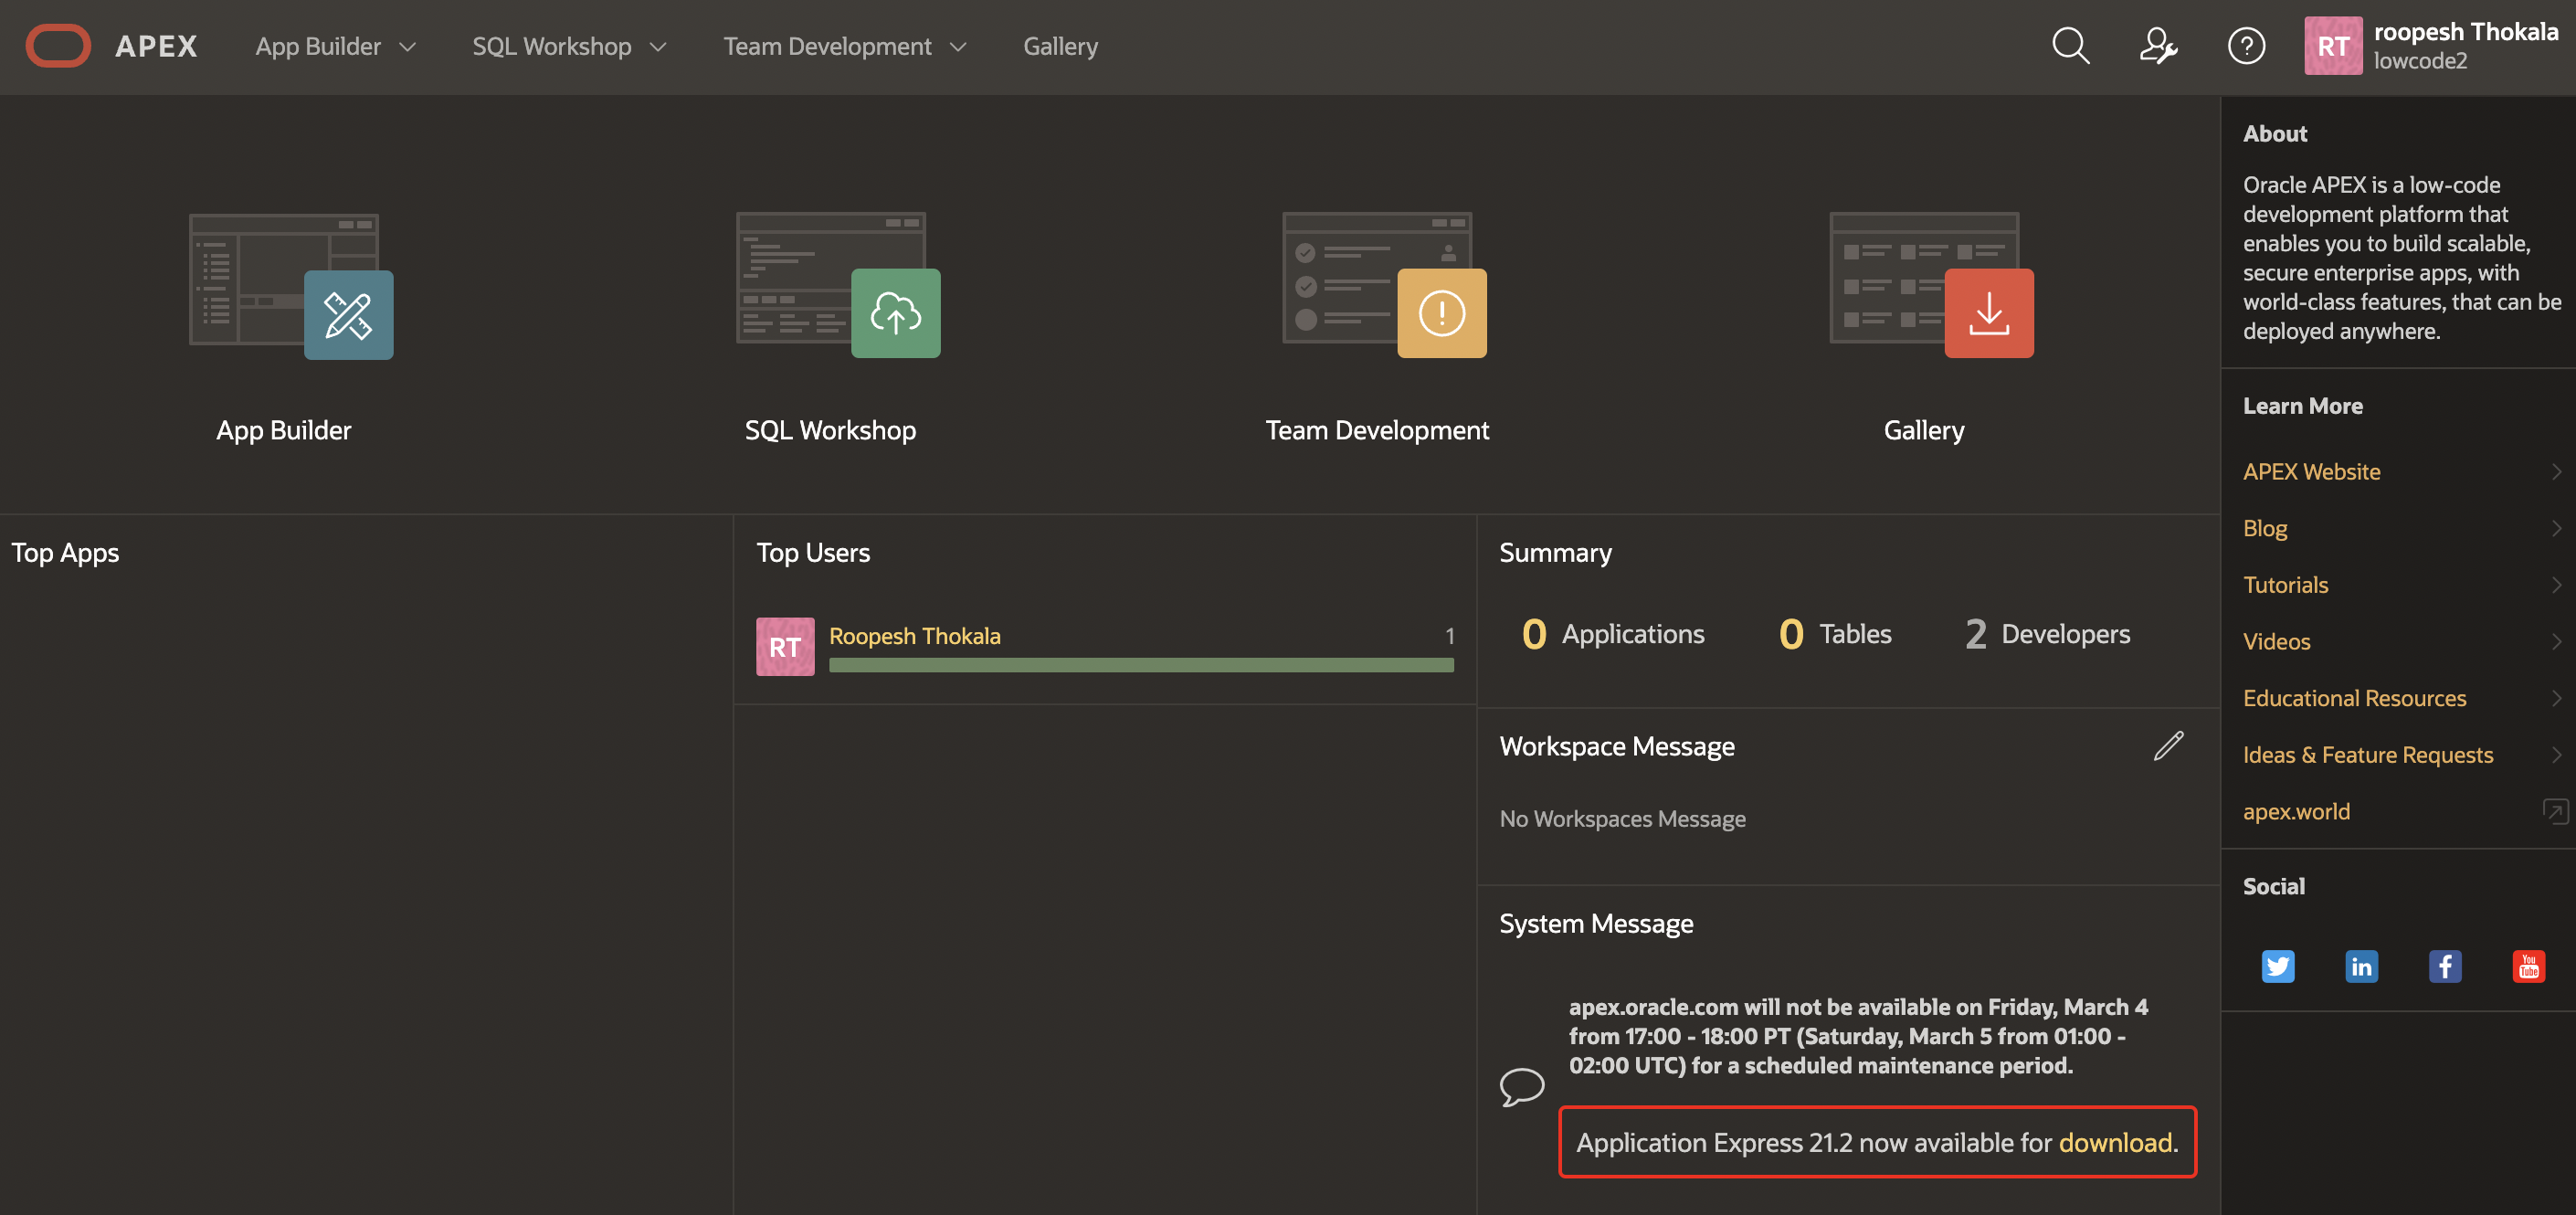 APEX
App Builder
SQL Workshop
Team Development
Gallery
RT
roopesh Thokala
lowcode2
App Builder
SQL Workshop
Team Development
Gallery
Top Apps
Top Users
RT
Roopesh Thokala
1
Summary
0 Applications
0 Tables
2 Developers
Workspace Message
No Workspaces Message
System Message
apex.oracle.com will not be available on Friday, March 4
from 17:00 - 18:00 PT (Saturday, March 5 from 01:00 -
02:00 UTC) for a scheduled maintenance period.
Application Express 21.2 now available for download.
About
Oracle APEX is a low-code
development platform that
enables you to build scalable,
secure enterprise apps, with
world-class features, that can be
deployed anywhere.
Learn More
APEX Website
Blog
Tutorials
Videos
Educational Resources
Ideas & Feature Requests
apex.world
Social
in
f
You
Tube